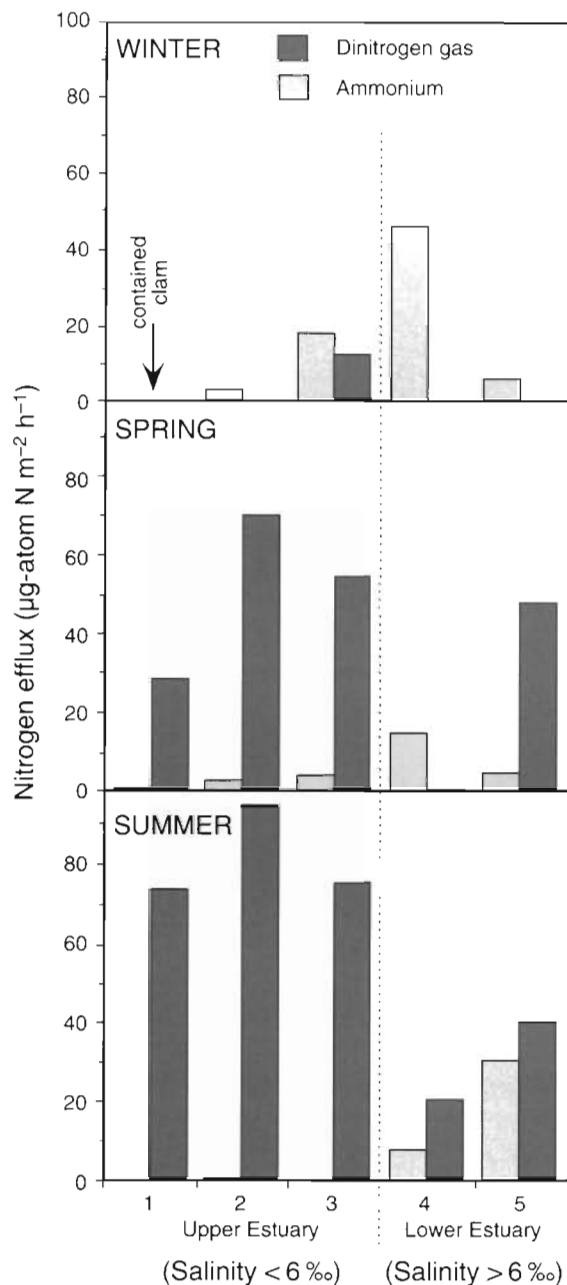 100
WINTER
Dinitrogen gas
Ammonium
80
60
40
20
0
contained
clam
SPRING
80
60
40
20
0
SUMMER
80
60
40
20
0
Nitrogen efflux (µg-atom N m⁻² h⁻¹)
1 2 3 4 5
Upper Estuary Lower Estuary
(Salinity < 6 ‰) (Salinity > 6 ‰)